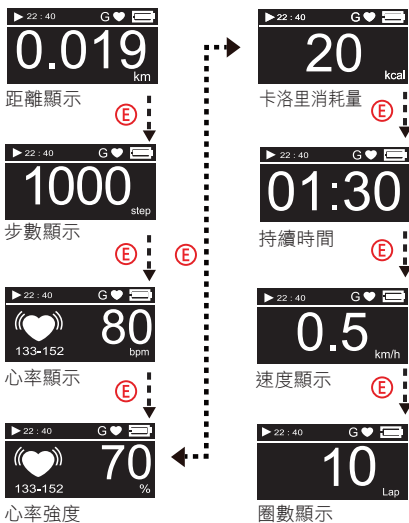 22 : 40 G
0.019
km
距離顯示
E
22 : 40 G
1000
step
步數顯示
E
22 : 40 G
80
133-152
bpm
心率顯示
E
22 : 40 G
70
133-152
%
心率強度
E
22 : 40 G
20
kcal
卡洛里消耗量
E
22 : 40 G
01:30
持續時間
E
22 : 40 G
0.5
km/h
速度顯示
E
22 : 40 G
10
Lap
圈數顯示